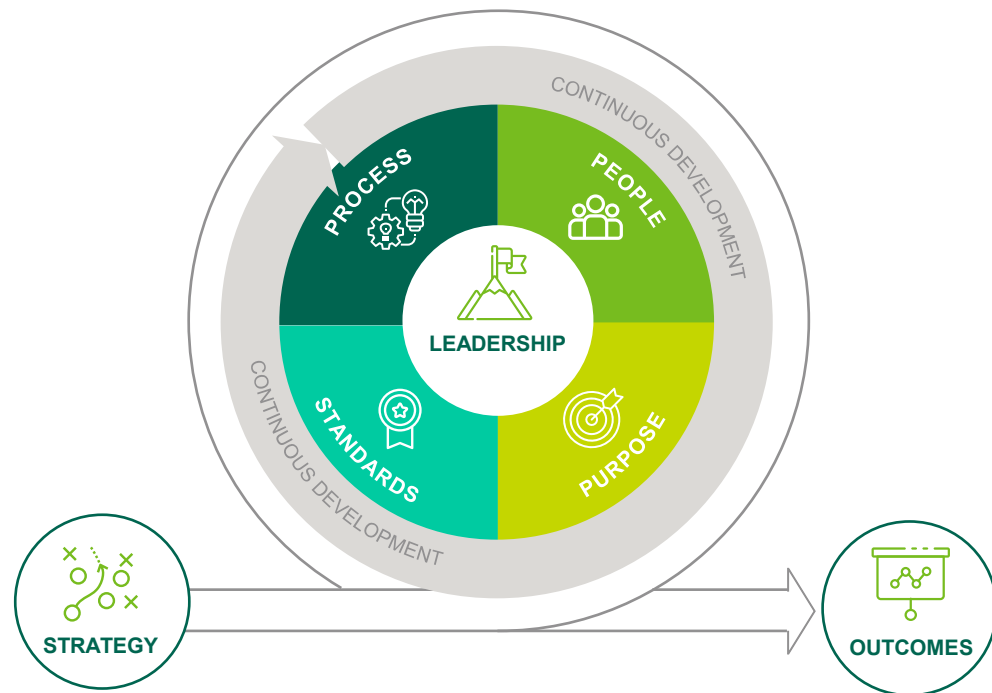 CONTINUOUS DEVELOPMENT
PROCESS
PEOPLE
LEADERSHIP
STANDARDS
PURPOSE
CONTINUOUS DEVELOPMENT
STRATEGY
OUTCOMES